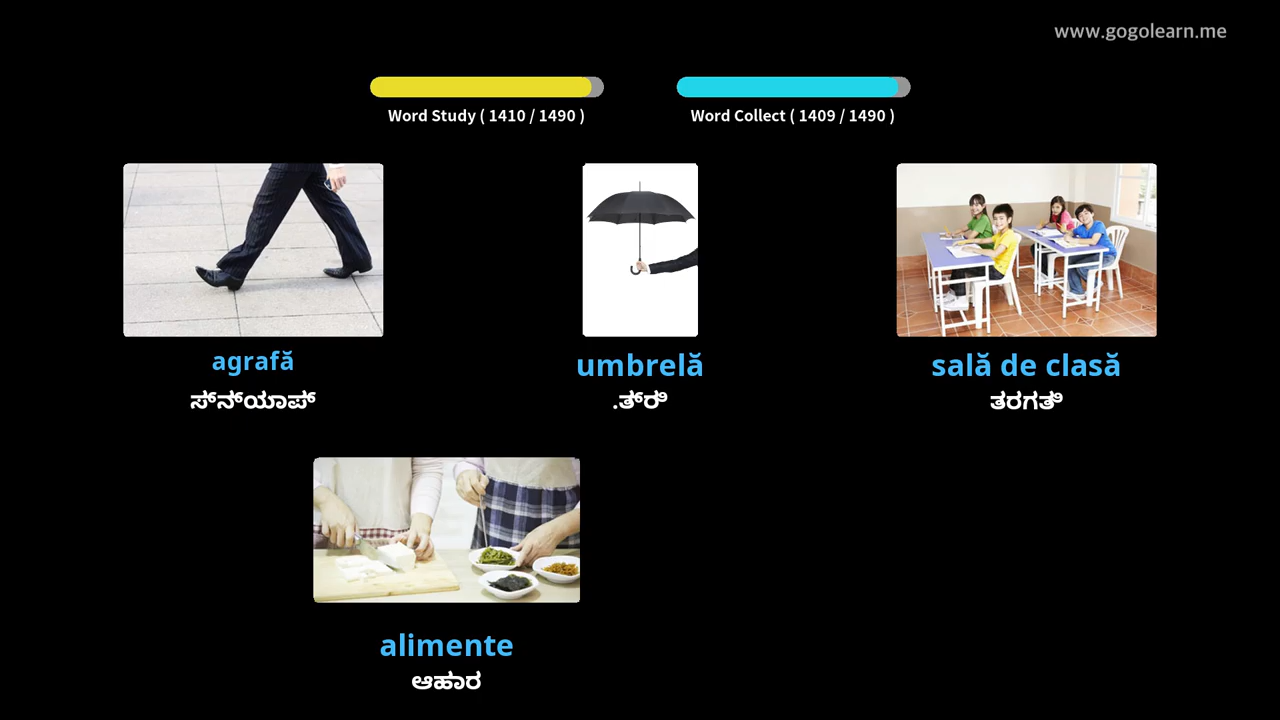 www.gogolearn.me
Word Study ( 1410 / 1490 )
Word Collect ( 1409 / 1490 )
agrafă
umbrelă
sală de clasă
ಸ್ನ್ಯಾಪ್
.ತ್ರಿ
ತರಗತಿ
alimente
ಆಹಾರ